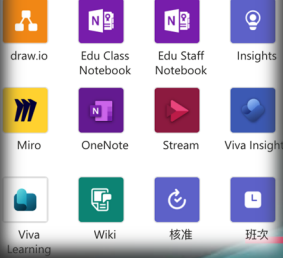 draw.io
Edu Class Notebook
Edu Staff Notebook
Insights
Miro
OneNote
Stream
Viva Insight
Viva Learning
Wiki
核准
班次